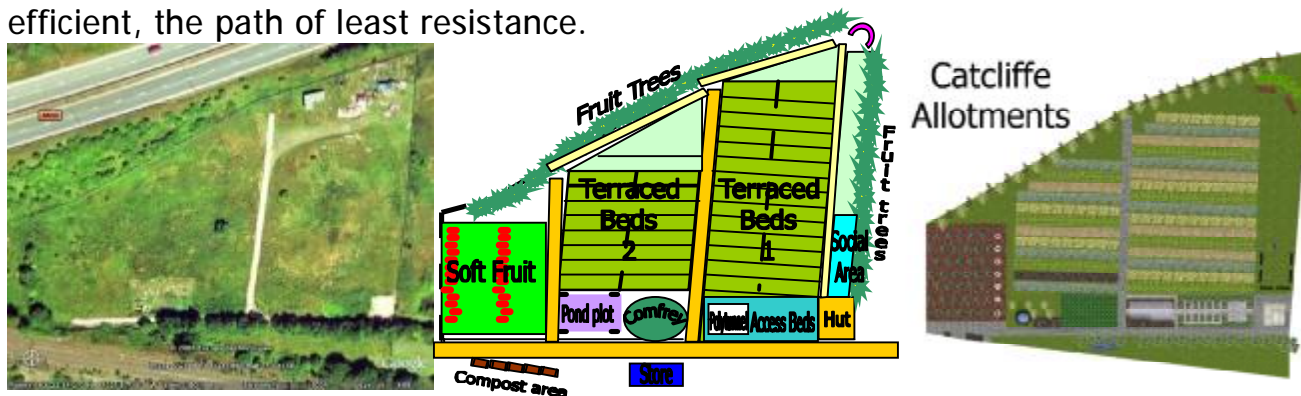 efficient, the path of least resistance.
Fruit Trees
Fruit trees
Terraced
Beds
2
Terraced
Beds
1
Social
Area
Soft Fruit
Pond plot
Comfrey
Polytunnel
Access Beds
Hut
Compost area
Store
Catcliffe
Allotments